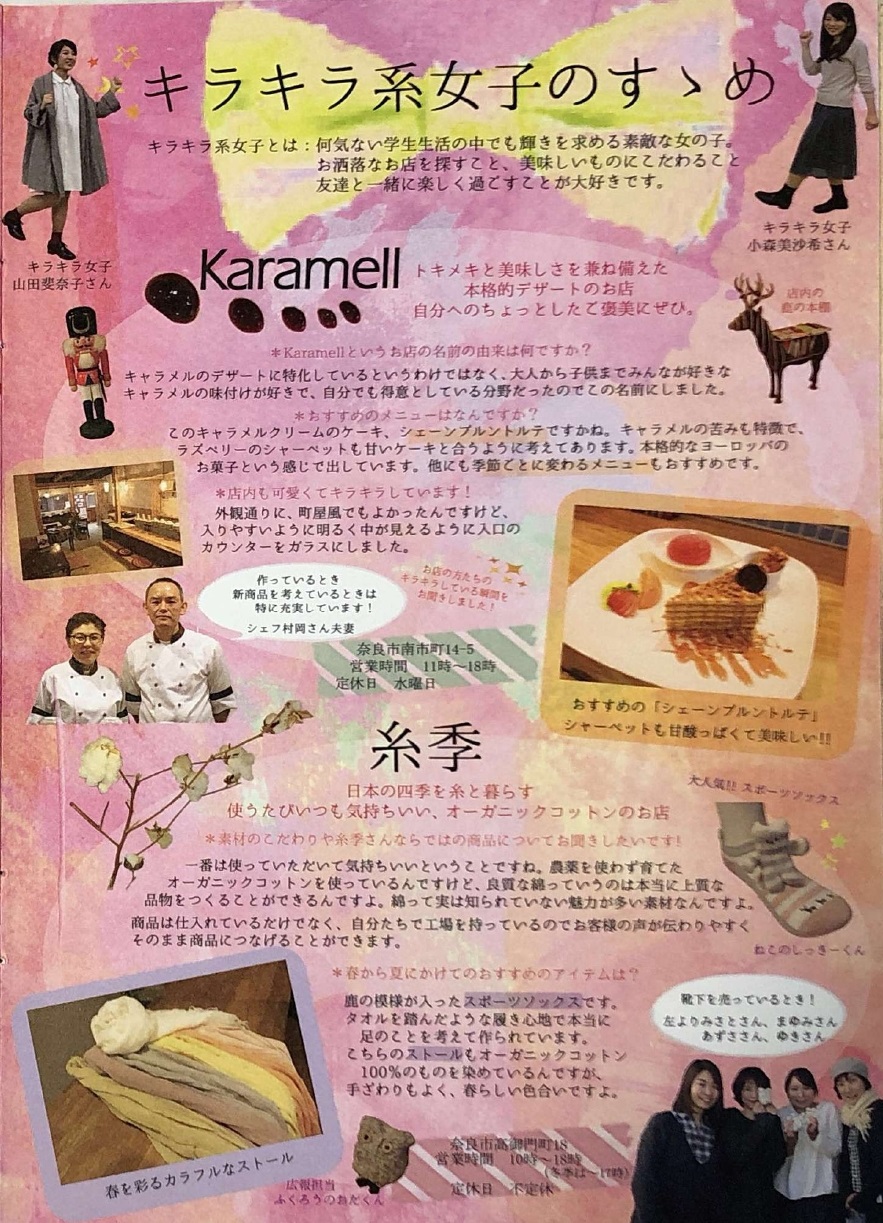 キラキラ系女子のすゝめ
キラキラ系女子とは：何気ない学生生活の中でも輝きを求める素敵な女の子。
お洒落なお店を探すこと、美味しいものにこだわること
友達と一緒に楽しく過ごすことが大好きです。
キラキラ女子
山田斐奈子さん
キラキラ女子
小森美沙希さん
Karamell
トキメキと美味しさを兼ね備えた
本格的デザートのお店
自分へのちょっとしたご褒美にぜひ。
店内の
鹿の本棚
＊Karamellというお店の名前の由来は何ですか？
キャラメルのデザートに特化しているというわけではなく、大人から子供までみんなが好きな
キャラメルの味付けが好きで、自分でも得意としている分野だったのでこの名前にしました。
＊おすすめのメニューはなんですか？
このキャラメルクリームのケーキ、シェーンブルントルテですかね。キャラメルの苦みも特徴で、
ラズベリーのシャーベットも甘いケーキと合うように考えてあります。本格的なヨーロッパの
お菓子という感じで出しています。他にも季節ごとに変わるメニューもおすすめです。
＊店内も可愛くてキラキラしています！
外観通りに、町屋風でもよかったんですけど、
入りやすいように明るく中が見えるように入口の
カウンターをガラスにしました。
お店の方たちの
キラキラしている瞬間を
お聞きしました！
作っているとき
新商品を考えているときは
特に充実しています！
シェフ村岡さん夫妻
奈良市南市町14-5
営業時間　11時～18時
定休日　水曜日
おすすめの「シェーンブルントルテ」
シャーベットも甘酸っぱくて美味しい!!
糸季
日本の四季を糸と暮らす
使うたびいつも気持ちいい、オーガニックコットンのお店
大人気!! スポーツソックス
＊素材のこだわりや糸季さんならではの商品についてお聞きしたいです!
一番は使っていただいて気持ちいいということですね。農薬を使わず育てた
オーガニックコットンを使っているんですけど、良質な綿っていうのは本当に上質な
品物をつくることができるんですよ。綿って実は知られていない魅力が多い素材なんですよ。
商品は仕入れているだけでなく、自分たちで工場を持っているのでお客様の声が伝わりやすく
そのまま商品につなげることができます。
ねこのしっきーくん
＊春から夏にかけてのおすすめのアイテムは？
鹿の模様が入ったスポーツソックスです。
タオルを踏んだような履き心地で本当に
足のことを考えて作られています。
こちらのストールもオーガニックコットン
100%のものを染めているんですが、
手ざわりもよく、春らしい色合いですよ。
靴下を売っているとき！
左よりみさとさん、まゆみさん
あずささん、ゆきさん
春を彩るカラフルなストール
広報担当
ふくろうのおたくん
奈良市高御門町18
営業時間　10時～18時
(冬季は～17時)
定休日　不定休